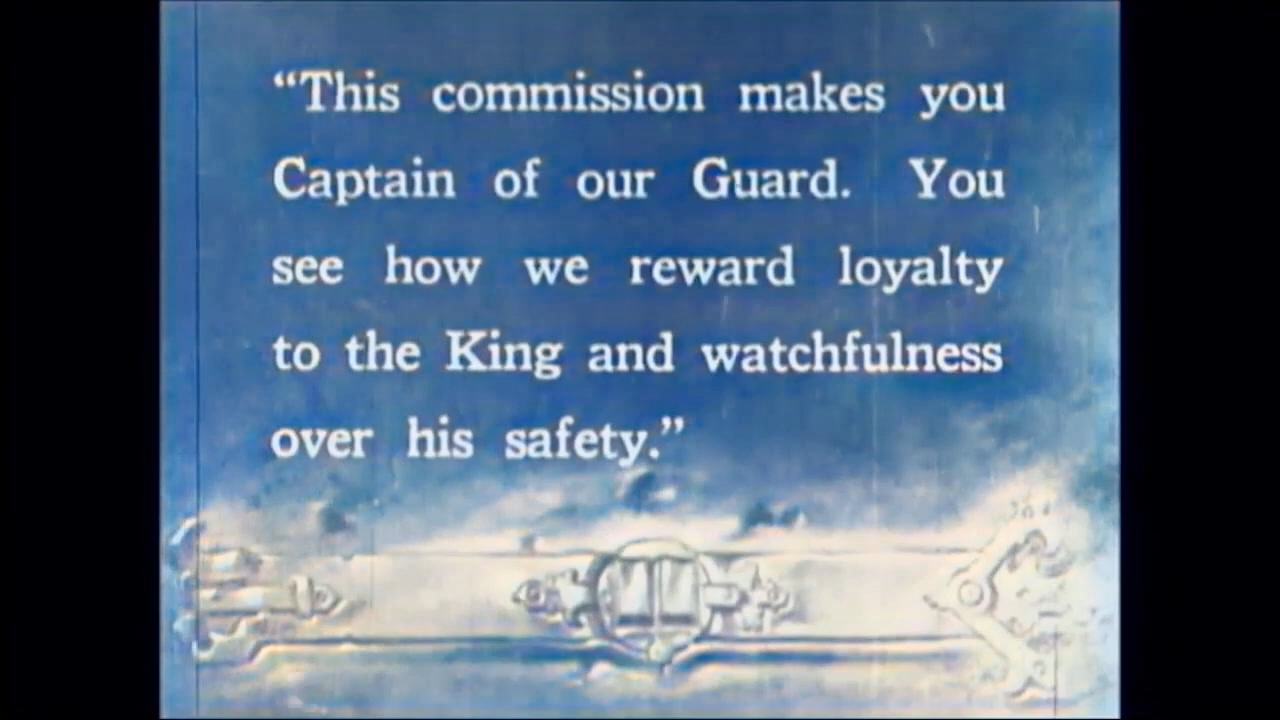 “This commission makes you
Captain of our Guard. You
see how we reward loyalty
to the King and watchfulness
over his safety.”